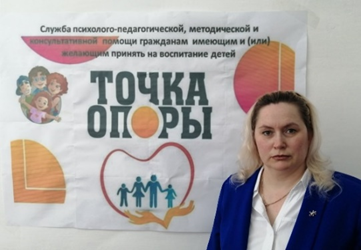 Служба психолого-педагогической, методической и
консультативной помощи гражданам имеющим и (или)
желающим принять на воспитание детей
ТОЧКА
ОПОРЫ